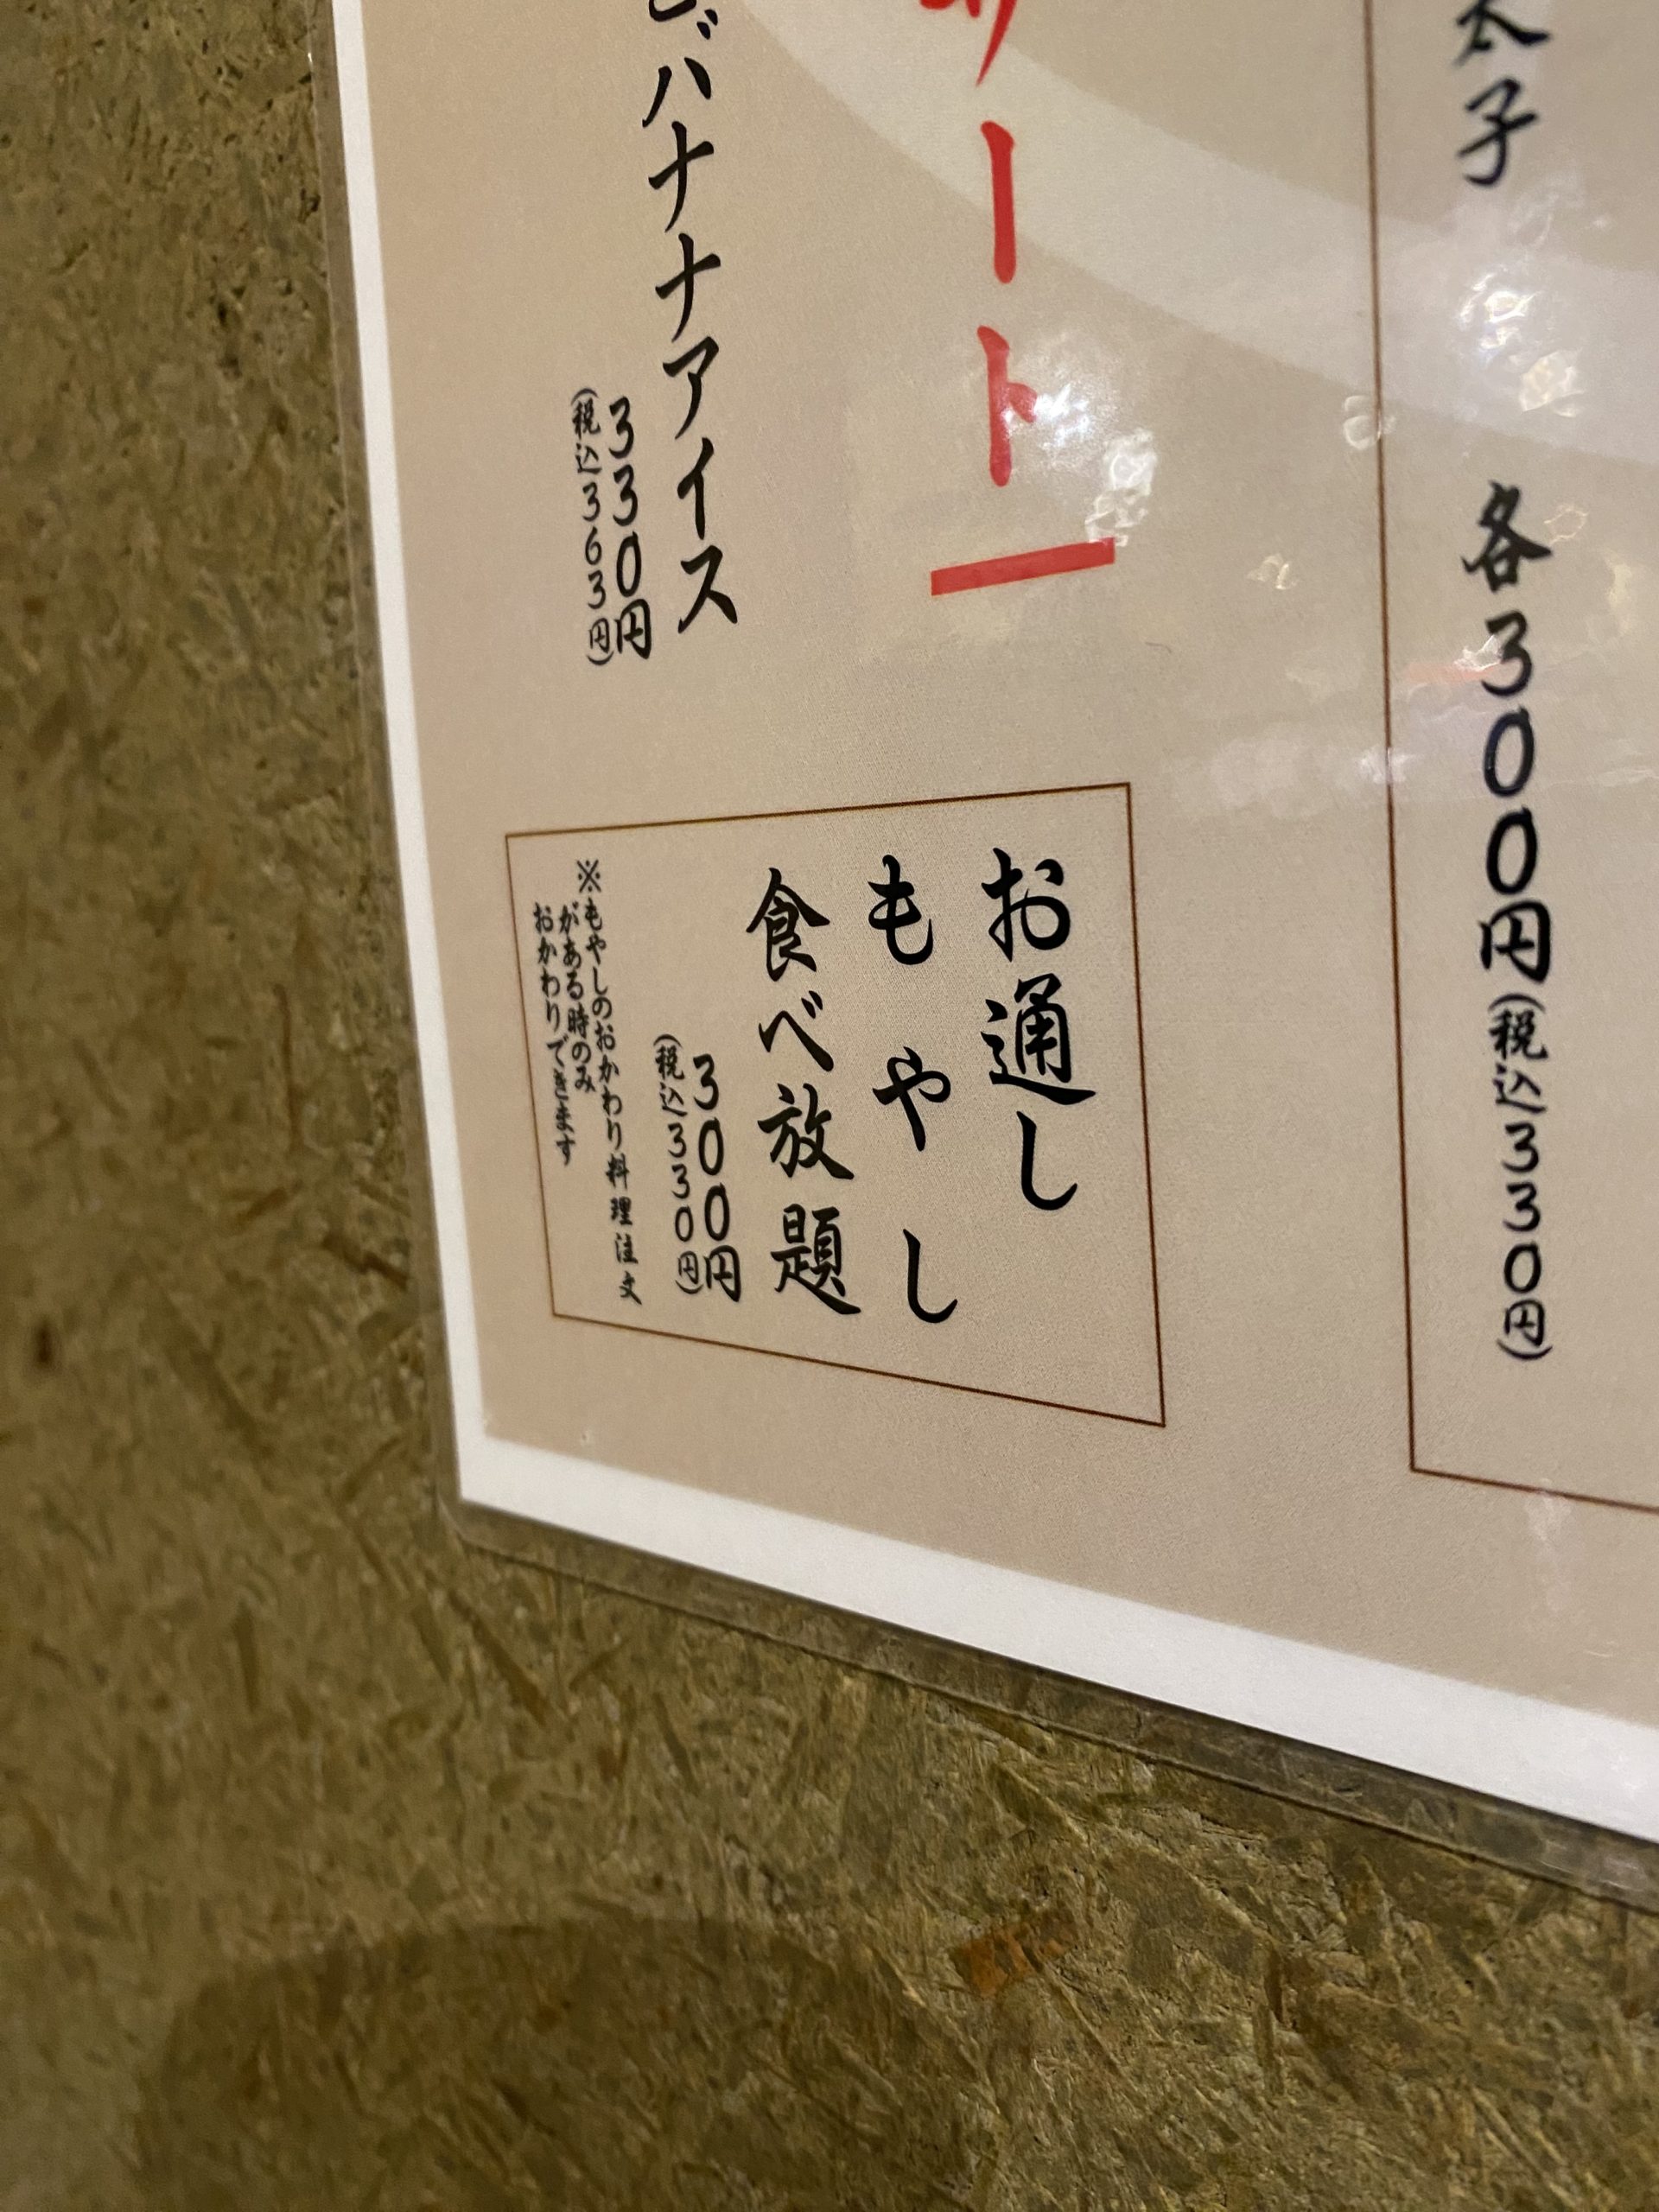 太子
各300円(税込330円)
ート
バナナアイス
330円
(税込363円)
お通し
もやし
食べ放題
300円
(税込330円)
※もやしのおかわり料理注文
がある時のみ
おかわりできます